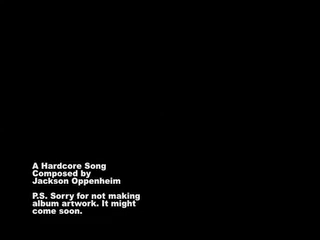 A Hardcore Song
Composed by
Jackson Oppenheim
P.S. Sorry for not making
album artwork. It might
come soon.